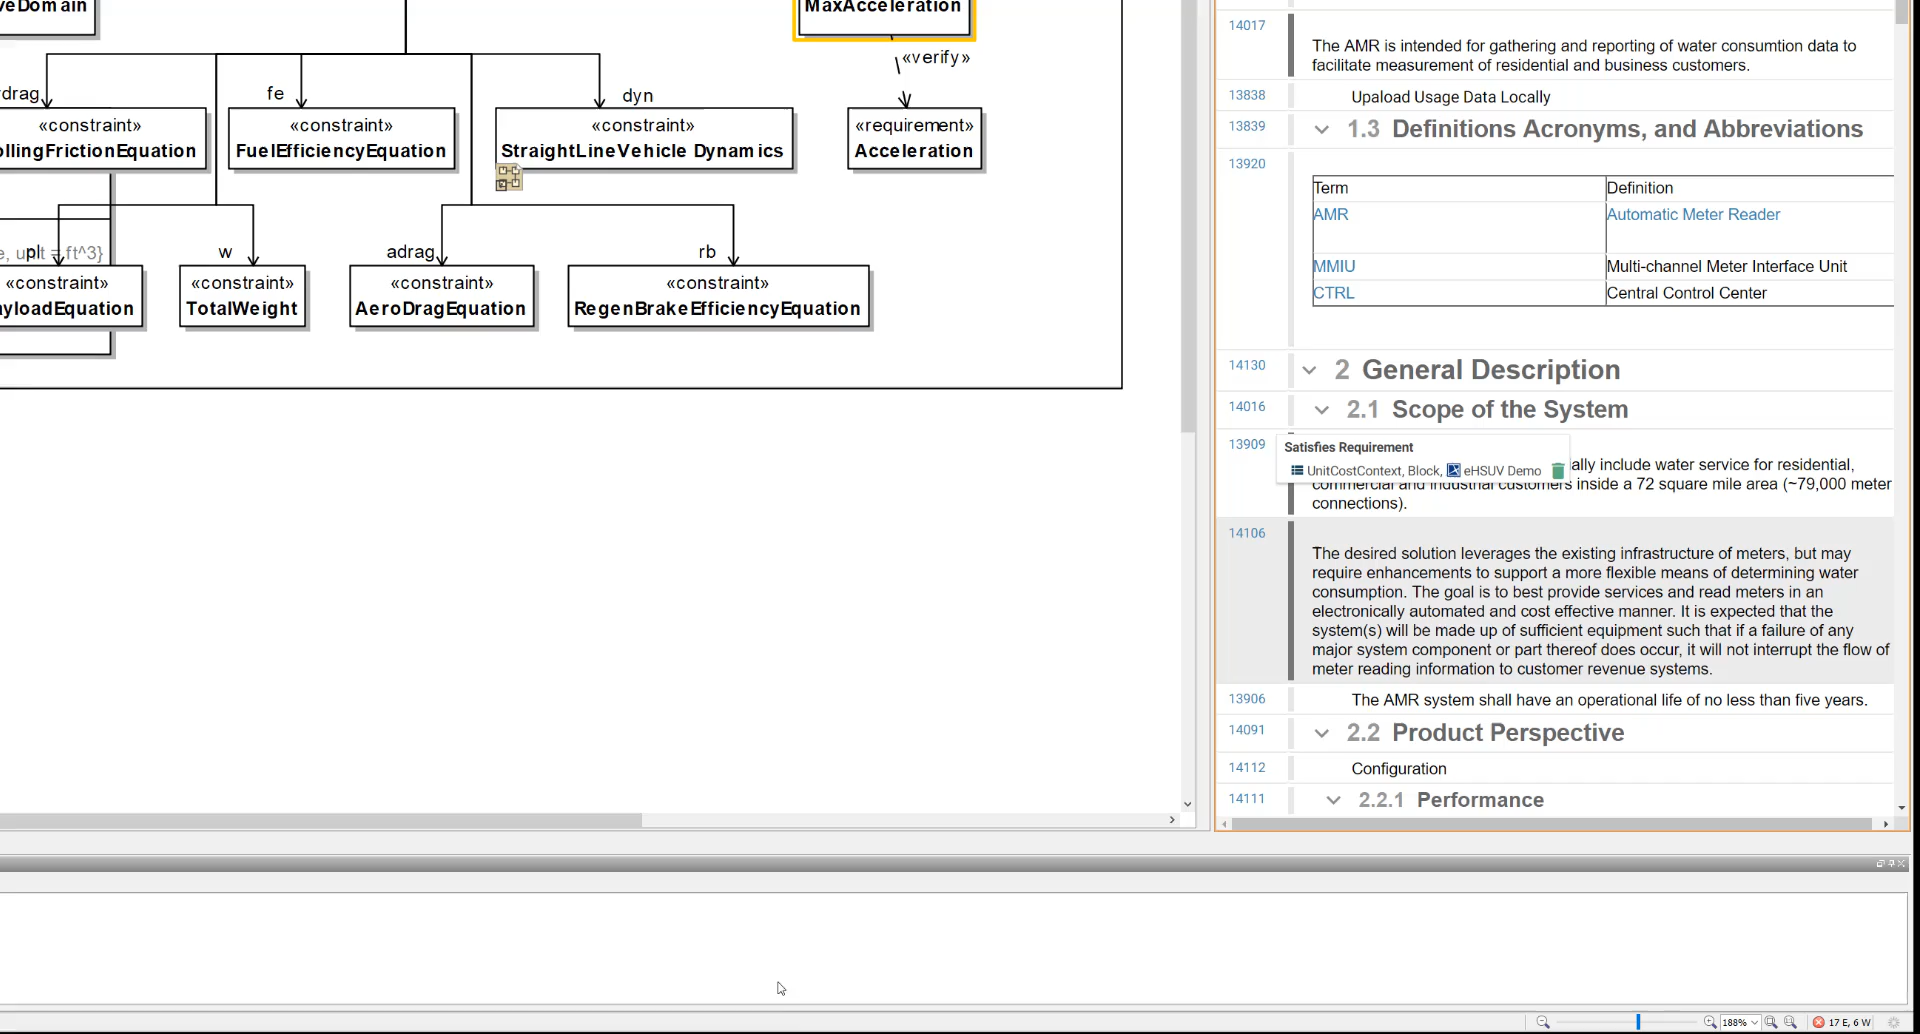 veDomain
MaxAcceleration
«verify»
drag
fe
dyn
«constraint»
ollingFrictionEquation
«constraint»
FuelEfficiencyEquation
«constraint»
StraightLineVehicle Dynamics
«requirement»
Acceleration
e, unit = ft^3}
pl
w
adrag
rb
«constraint»
yloadEquation
«constraint»
TotalWeight
«constraint»
AeroDragEquation
«constraint»
RegenBrakeEfficiencyEquation
14017
The AMR is intended for gathering and reporting of water consumtion data to
facilitate measurement of residential and business customers.
13838
Upaload Usage Data Locally
13839
1.3 Definitions Acronyms, and Abbreviations
13920
Term Definition
AMR Automatic Meter Reader
MMIU Multi-channel Meter Interface Unit
CTRL Central Control Center
14130
2 General Description
14016
2.1 Scope of the System
13909
Satisfies Requirement
UnitCostContext, Block, eHSUV Demo
ally include water service for residential,
commercial and industrial customers inside a 72 square mile area (~79,000 meter
connections).
14106
The desired solution leverages the existing infrastructure of meters, but may
require enhancements to support a more flexible means of determining water
consumption. The goal is to best provide services and read meters in an
electronically automated and cost effective manner. It is expected that the
system(s) will be made up of sufficient equipment such that if a failure of any
major system component or part thereof does occur, it will not interrupt the flow of
meter reading information to customer revenue systems.
13906
The AMR system shall have an operational life of no less than five years.
14091
2.2 Product Perspective
14112
Configuration
14111
2.2.1 Performance
188%
17 E, 6 W